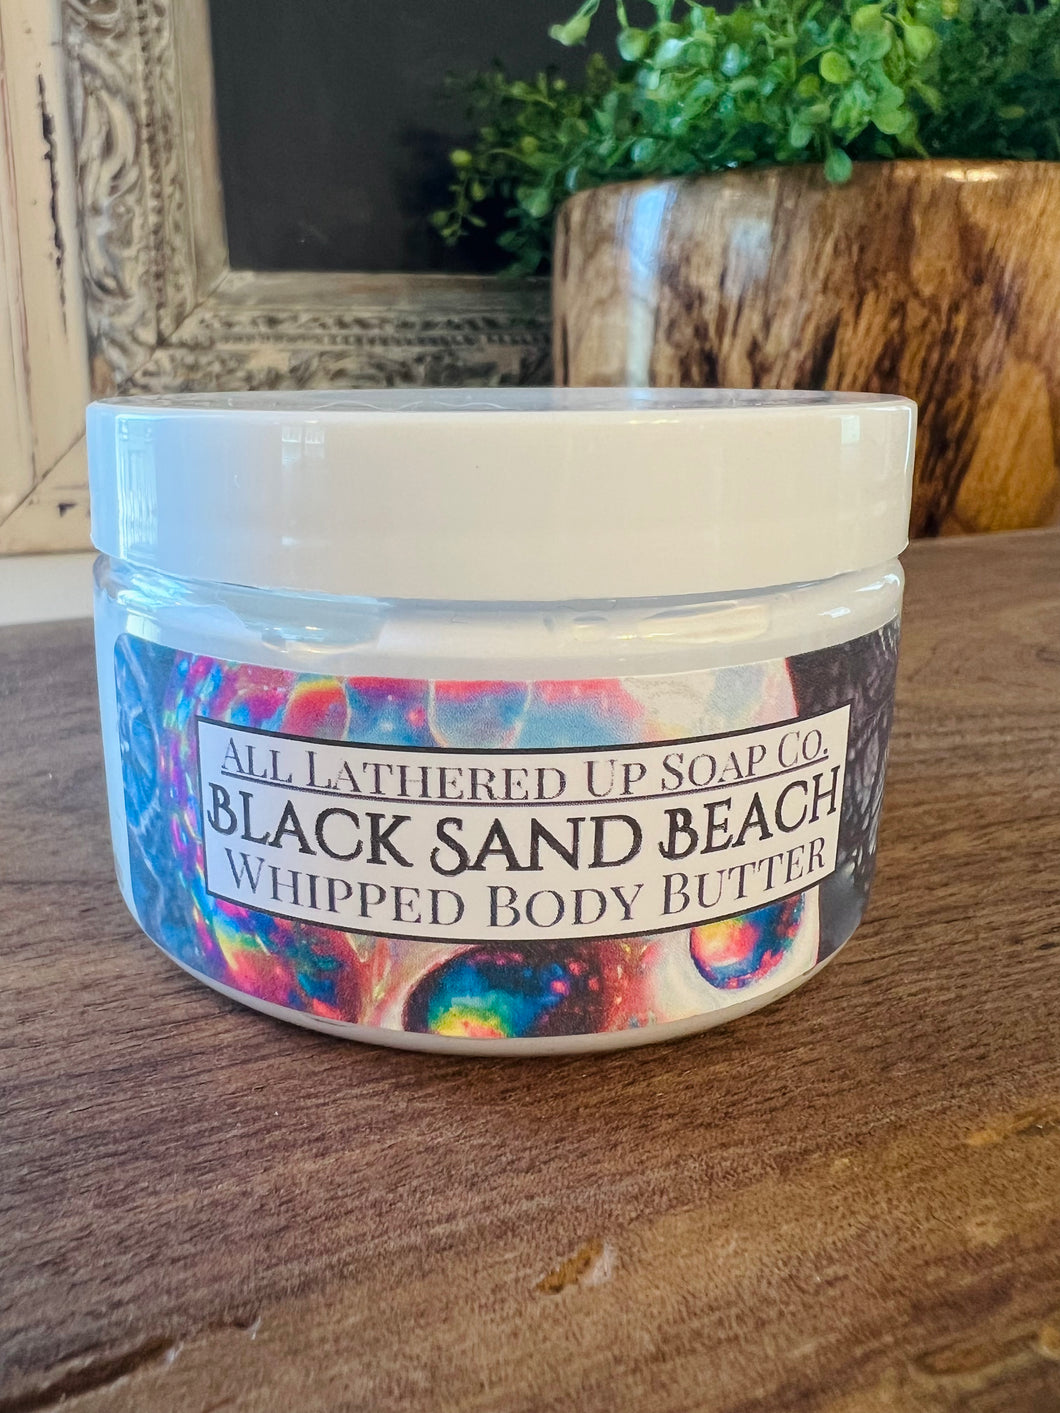 All Lathered Up Soap Co.
Black Sand Beach
Whipped Body Butter